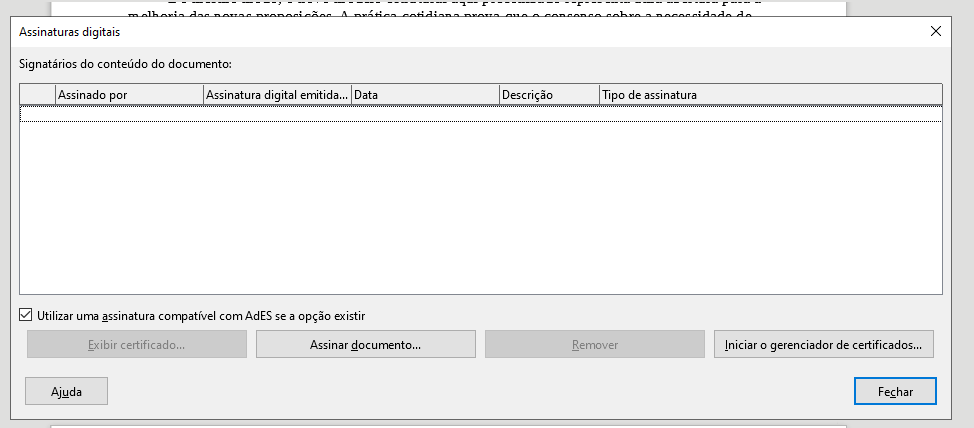 melhoria das novas proposições. A prática cotidiana prova que o consenso sobre a necessidade de
Assinaturas digitais
Signatários do conteúdo do documento:
Assinado por Assinatura digital emitida... Data Descrição Tipo de assinatura
Utilizar uma assinatura compatível com AdES se a opção existir
Exibir certificado... Assinar documento... Remover Iniciar o gerenciador de certificados...
Ajuda Fechar